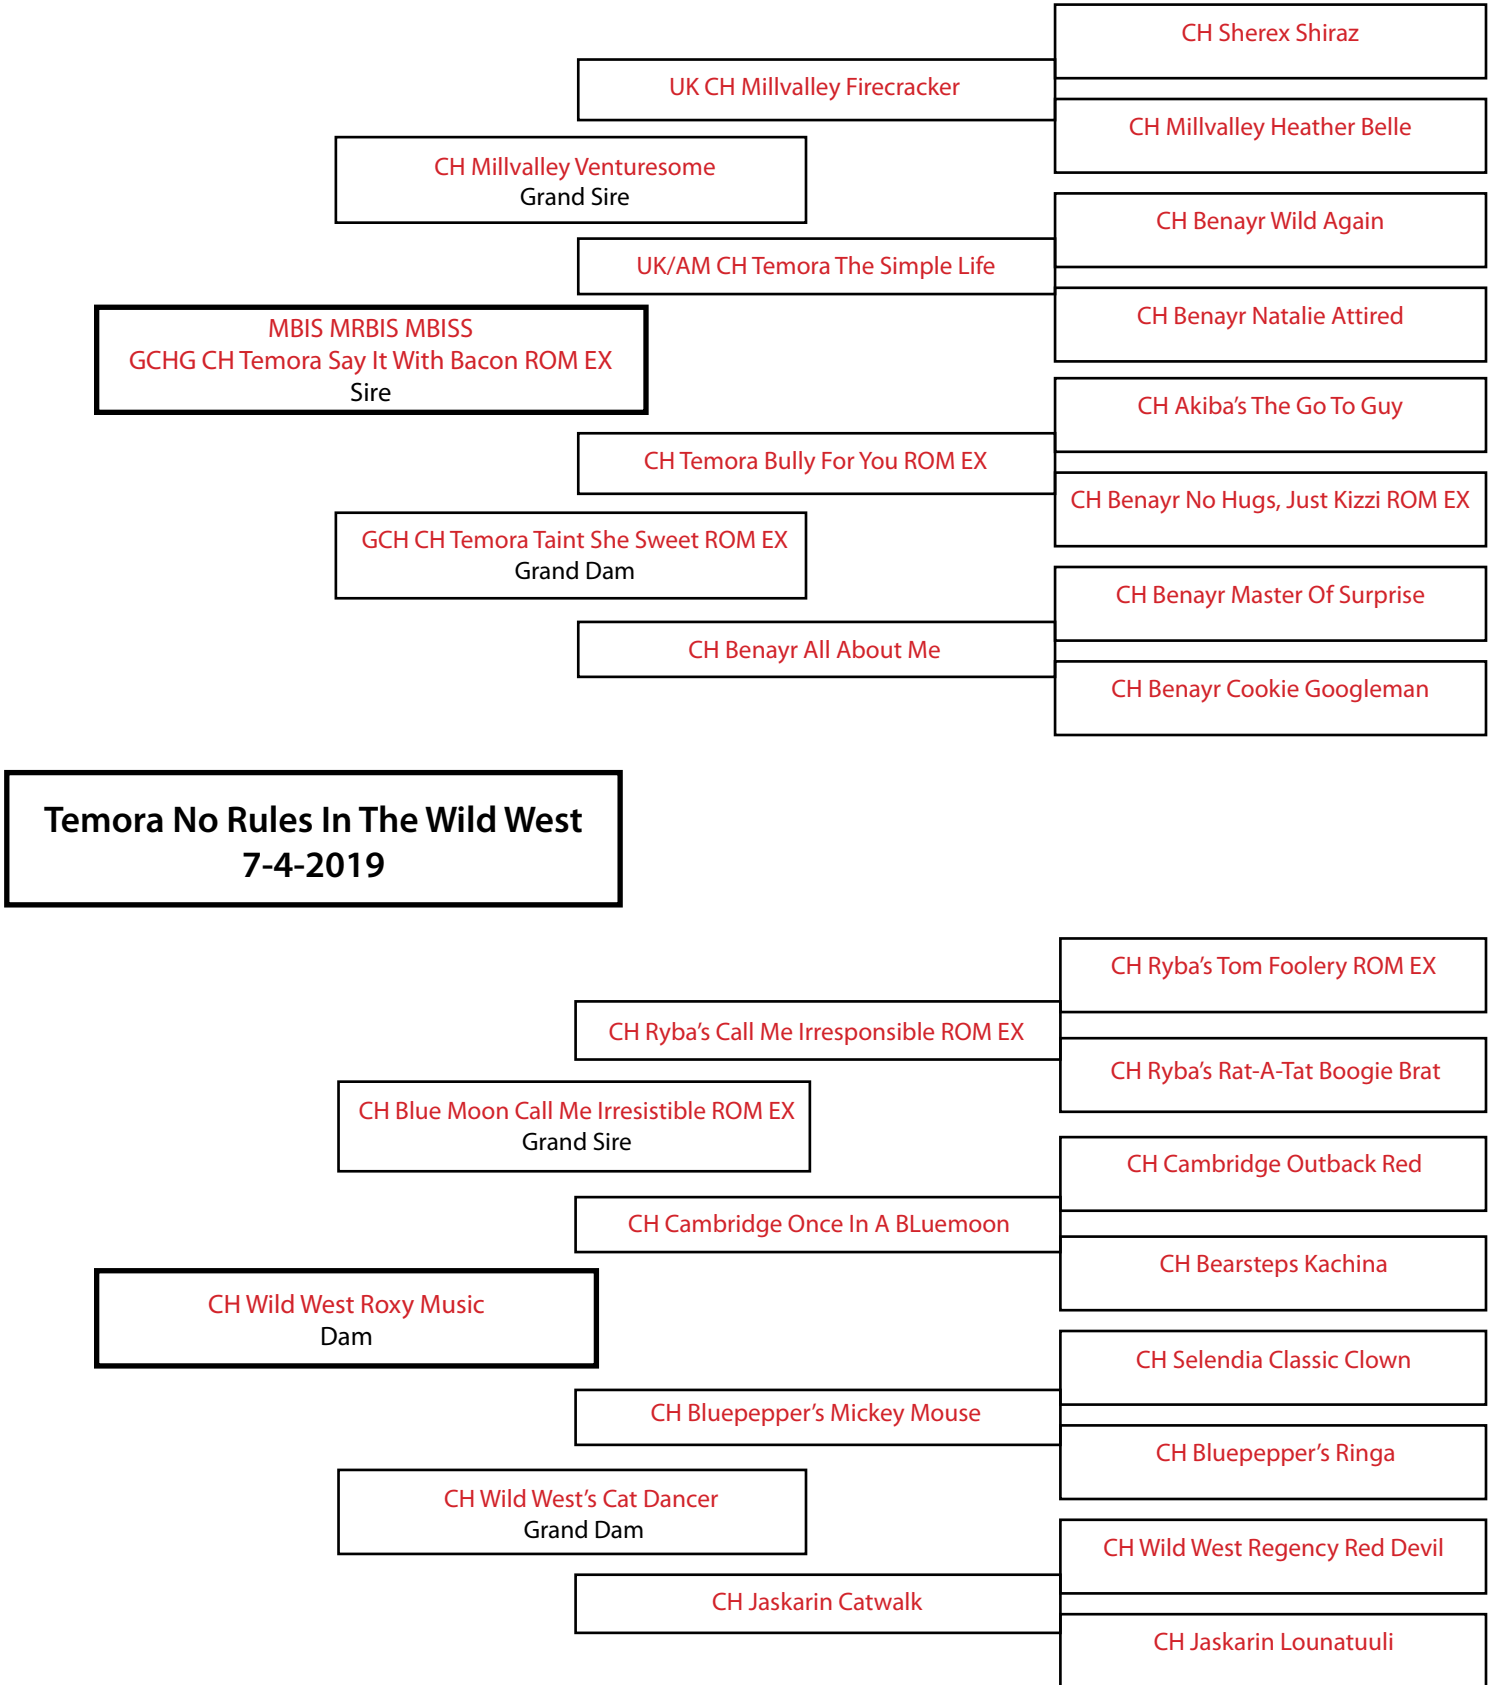 CH Sherex Shiraz
UK CH Millvalley Firecracker
CH Millvalley Heather Belle
CH Millvalley Venturesome
Grand Sire
CH Benayr Wild Again
UK/AM CH Temora The Simple Life
CH Benayr Natalie Attired
MBIS MRBIS MBISS
GCHG CH Temora Say It With Bacon ROM EX
Sire
CH Akiba's The Go To Guy
CH Temora Bully For You ROM EX
CH Benayr No Hugs, Just Kizzi ROM EX
GCH CH Temora Taint She Sweet ROM EX
Grand Dam
CH Benayr Master Of Surprise
CH Benayr All About Me
CH Benayr Cookie Googleman
Temora No Rules In The Wild West
7-4-2019
CH Ryba's Tom Foolery ROM EX
CH Ryba's Call Me Irresponsible ROM EX
CH Ryba's Rat-A-Tat Boogie Brat
CH Blue Moon Call Me Irresistible ROM EX
Grand Sire
CH Cambridge Outback Red
CH Cambridge Once In A BLuemoon
CH Bearsteps Kachina
CH Wild West Roxy Music
Dam
CH Selendia Classic Clown
CH Bluepepper's Mickey Mouse
CH Bluepepper's Ringa
CH Wild West's Cat Dancer
Grand Dam
CH Wild West Regency Red Devil
CH Jaskarin Catwalk
CH Jaskarin Lounatuuli